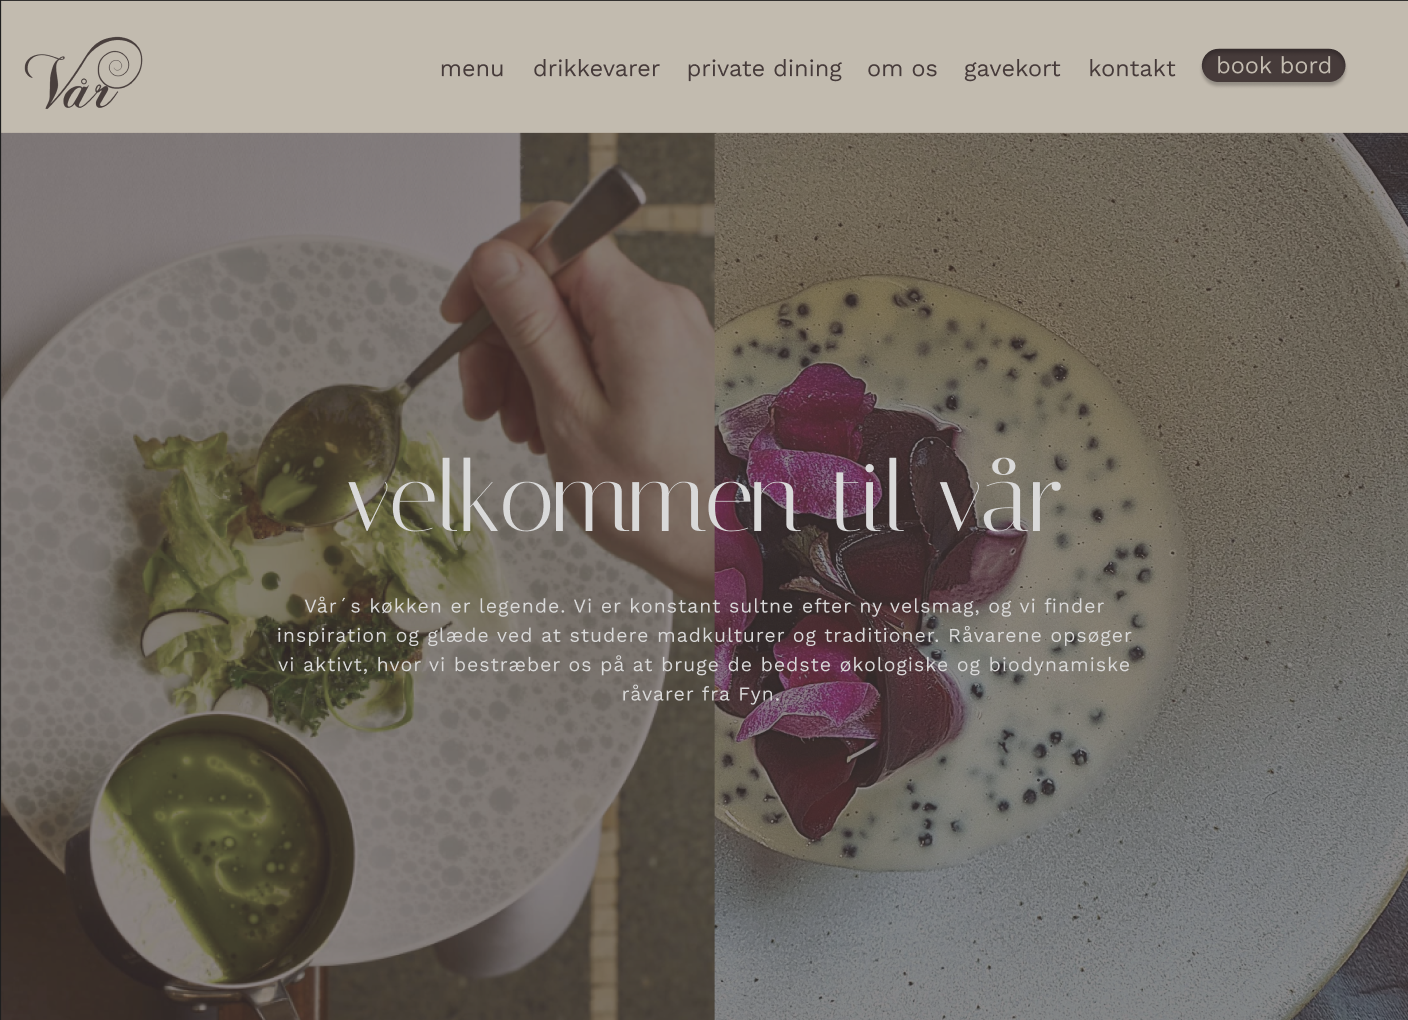 Vår
menu drikkevarer private dining om os gavekort kontakt book bord
velkommen til vår
Vår´s køkken er legende. Vi er konstant sultne efter ny velsmag, og vi finder
inspiration og glæde ved at studere madkulturer og traditioner. Råvarene opsøger
vi aktivt, hvor vi bestræber os på at bruge de bedste økologiske og biodynamiske
råvarer fra Fyn.